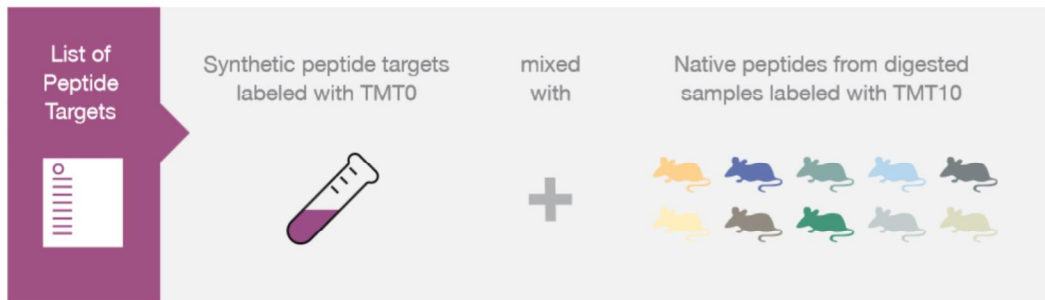 List of
Peptide
Targets
Synthetic peptide targets
labeled with TMT0
mixed
with
Native peptides from digested
samples labeled with TMT10